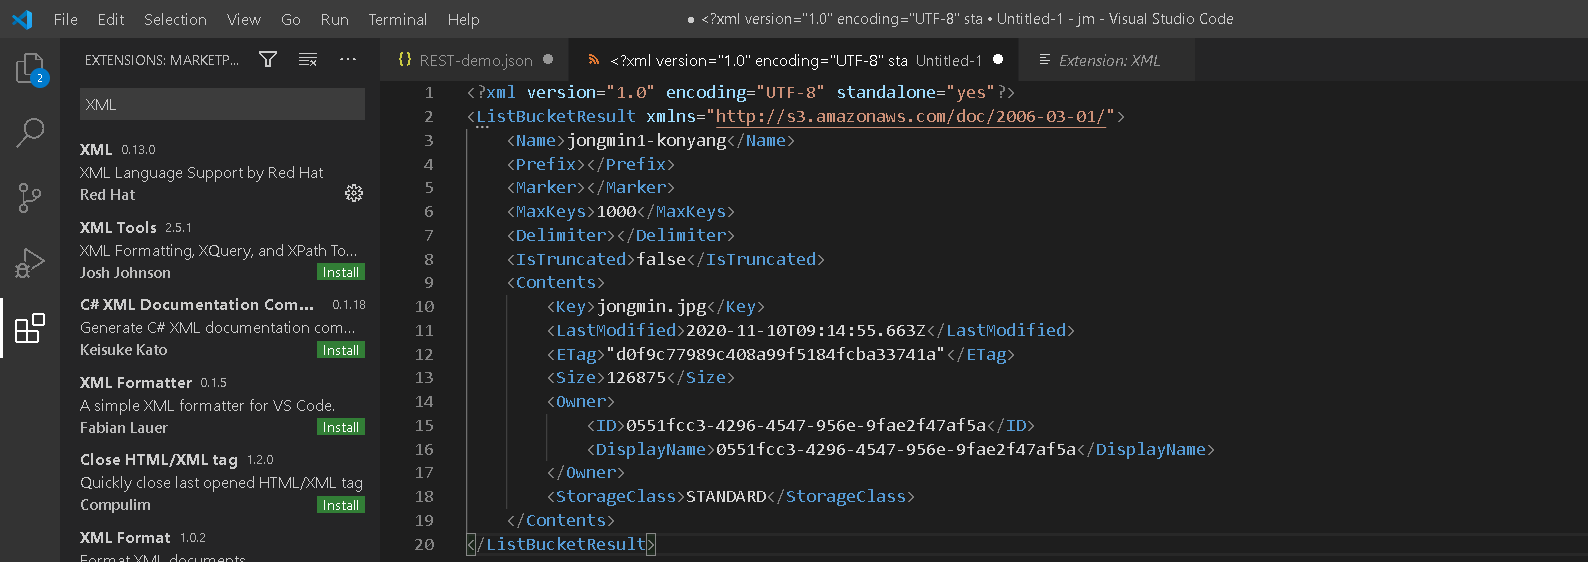 File Edit Selection View Go Run Terminal Help
● <?xml version="1.0" encoding="UTF-8" sta • Untitled-1 - jm - Visual Studio Code
2
EXTENSIONS: MARKETP...
XML
XML 0.13.0
XML Language Support by Red Hat
Red Hat
XML Tools 2.5.1
XML Formatting, XQuery, and XPath To...
Josh Johnson Install
C# XML Documentation Com... 0.1.18
Generate C# XML documentation com...
Keisuke Kato Install
XML Formatter 0.1.5
A simple XML formatter for VS Code.
Fabian Lauer Install
Close HTML/XML tag 1.2.0
Quickly close last opened HTML/XML tag
Compulim Install
XML Format 1.0.2
Format XML documents
{} REST-demo.json ● <?xml version="1.0" encoding="UTF-8" sta Untitled-1 ● Extension: XML
1 <?xml version="1.0" encoding="UTF-8" standalone="yes"?>
2 <ListBucketResult xmlns="http://s3.amazonaws.com/doc/2006-03-01/">
3 <Name>jongmin1-konyang</Name>
4 <Prefix></Prefix>
5 <Marker></Marker>
6 <MaxKeys>1000</MaxKeys>
7 <Delimiter></Delimiter>
8 <IsTruncated>false</IsTruncated>
9 <Contents>
10 <Key>jongmin.jpg</Key>
11 <LastModified>2020-11-10T09:14:55.663Z</LastModified>
12 <ETag>"d0f9c77989c408a99f5184fcba33741a"</ETag>
13 <Size>126875</Size>
14 <Owner>
15 <ID>0551fcc3-4296-4547-956e-9fae2f47af5a</ID>
16 <DisplayName>0551fcc3-4296-4547-956e-9fae2f47af5a</DisplayName>
17 </Owner>
18 <StorageClass>STANDARD</StorageClass>
19 </Contents>
20 </ListBucketResult>